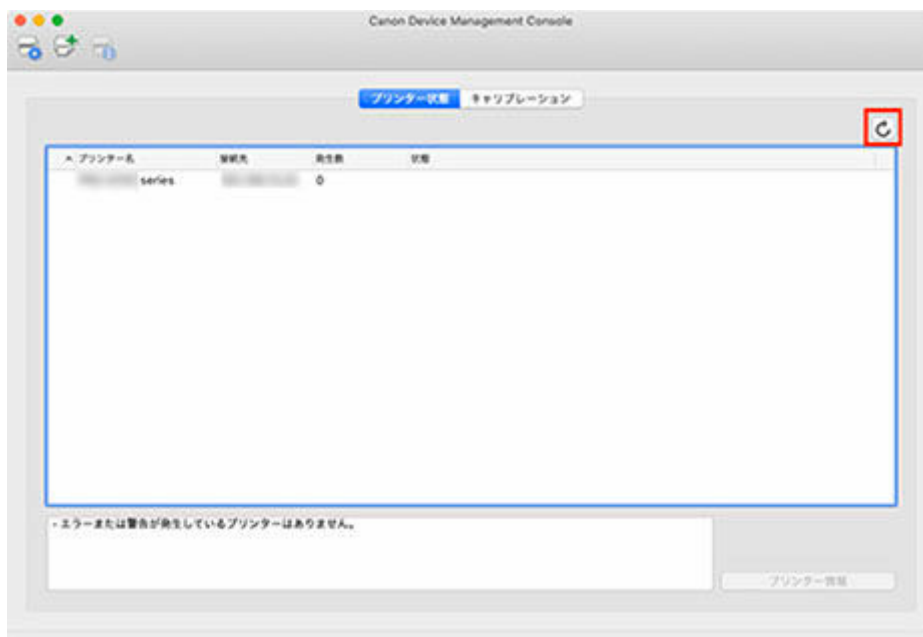 Canon Device Management Console
プリンター状態 キャリブレーション
プリンター名 接続先 発生数 状態
series 0
・エラーまたは警告が発生しているプリンターはありません。
プリンター情報